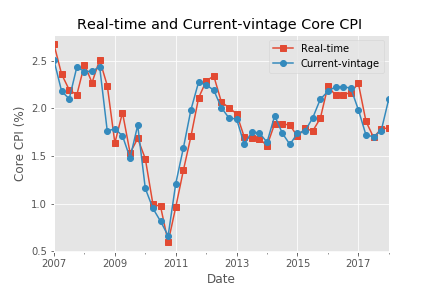 Real-time and Current-vintage Core CPI
Real-time
Current-vintage
Core CPI (%)
2.5
2.0
1.5
1.0
0.5
2007
2009
2011
2013
2015
2017
Date